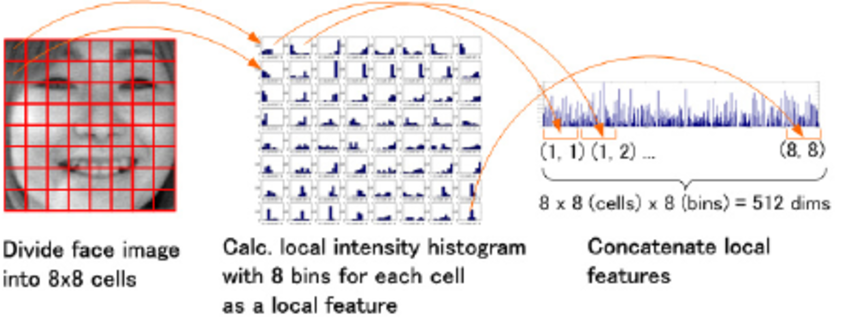 (1, 1) (1, 2) ... (8, 8)
8 x 8 (cells) x 8 (bins) = 512 dims
Divide face image
into 8x8 cells
Calc. local intensity histogram
with 8 bins for each cell
as a local feature
Concatenate local
features